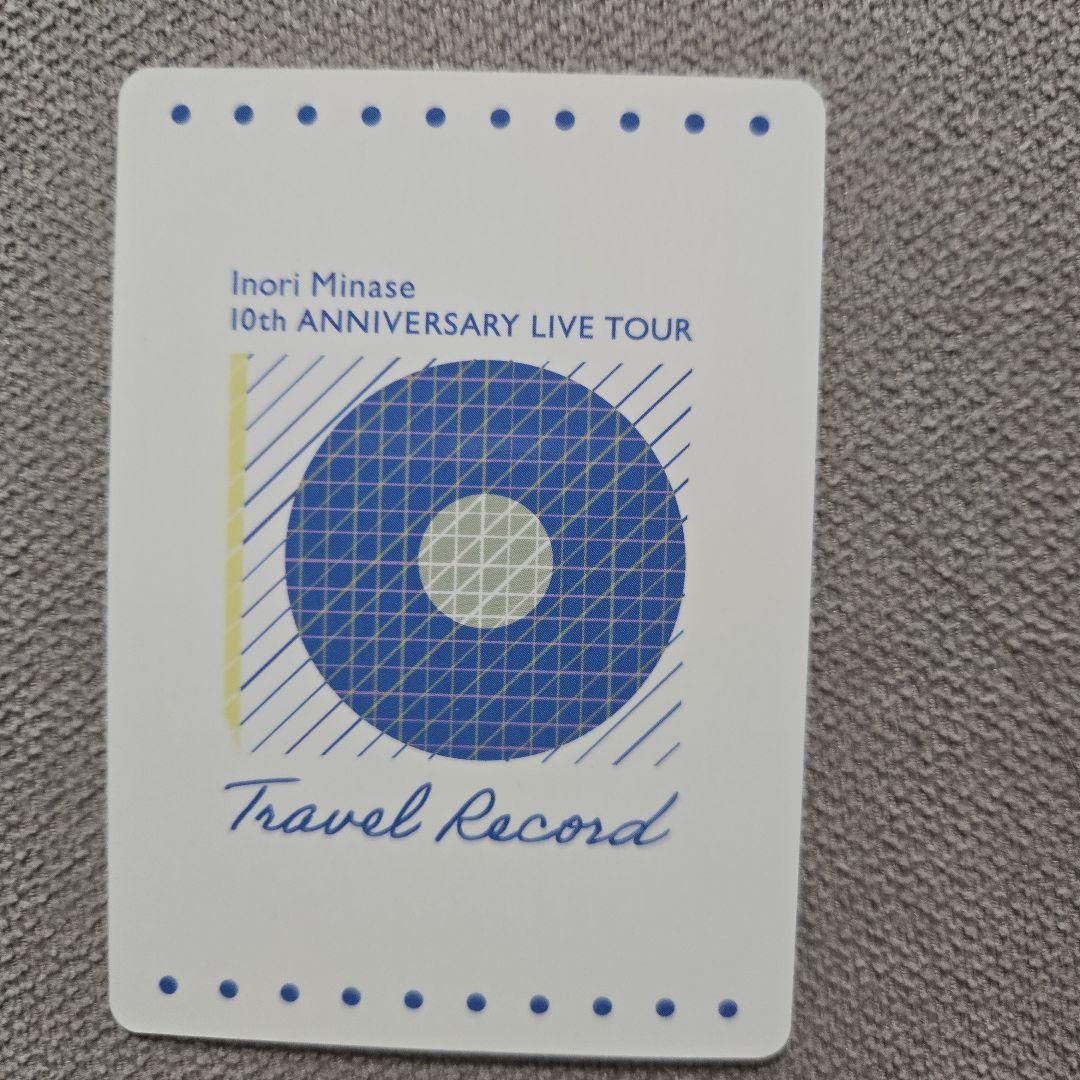 Inori Minase
10th ANNIVERSARY LIVE TOUR
Travel Record